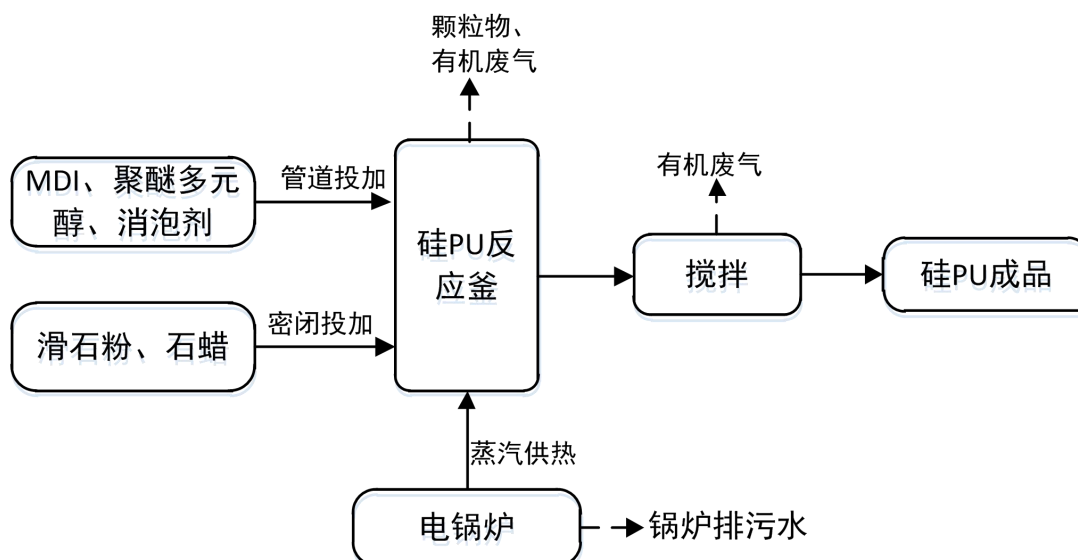 颗粒物、
有机废气
MDI、聚醚多元
醇、消泡剂
管道投加
有机废气
硅PU反
应釜
搅拌
硅PU成品
滑石粉、石蜡
密闭投加
蒸汽供热
电锅炉
锅炉排污水